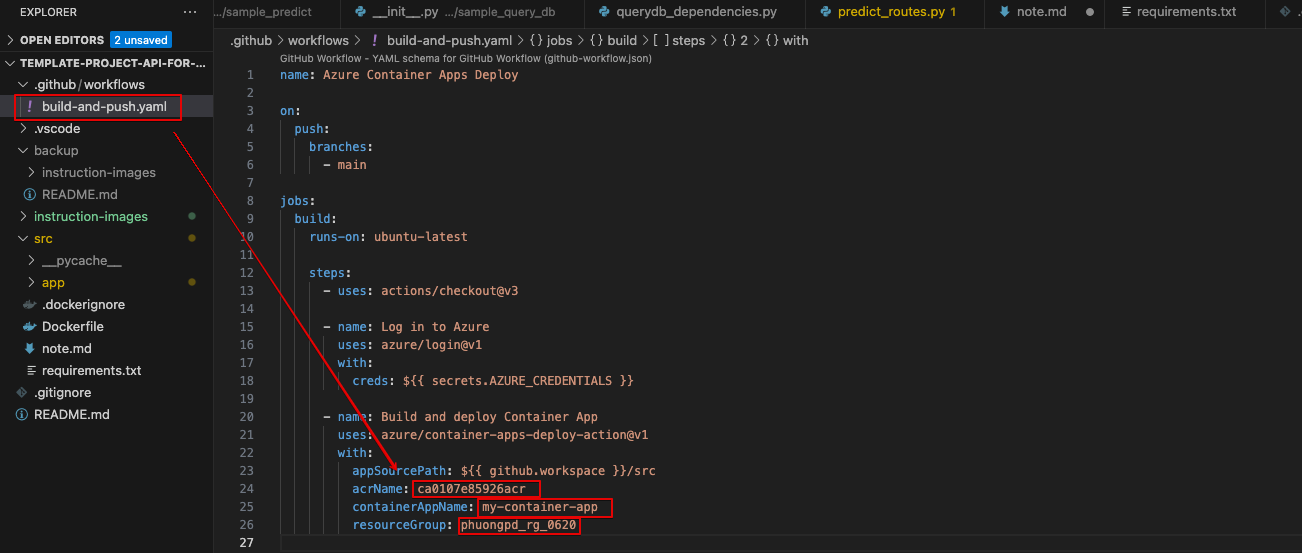 EXPLORER ···
OPEN EDITORS 2 unsaved
TEMPLATE-PROJECT-API-FOR-...
.github/workflows
! build-and-push.yaml
.vscode
backup
instruction-images
README.md
instruction-images
src
__pycache__
app
.dockerignore
Dockerfile
note.md
requirements.txt
.gitignore
README.md
.../sample_predict __init__.py .../sample_query_db querydb_dependencies.py predict_routes.py 1 note.md requirements.txt
.github > workflows > ! build-and-push.yaml > {} jobs > {} build > [ ] steps > {} 2 > {} with
GitHub Workflow - YAML schema for GitHub Workflow (github-workflow.json)
1 name: Azure Container Apps Deploy
2
3 on:
4 push:
5 branches:
6 - main
7
8 jobs:
9 build:
10 runs-on: ubuntu-latest
11
12 steps:
13 - uses: actions/checkout@v3
14
15 - name: Log in to Azure
16 uses: azure/login@v1
17 with:
18 creds: ${{ secrets.AZURE_CREDENTIALS }}
19
20 - name: Build and deploy Container App
21 uses: azure/container-apps-deploy-action@v1
22 with:
23 appSourcePath: ${{ github.workspace }}/src
24 acrName: ca0107e85926acr
25 containerAppName: my-container-app
26 resourceGroup: phuongpd_rg_0620
27